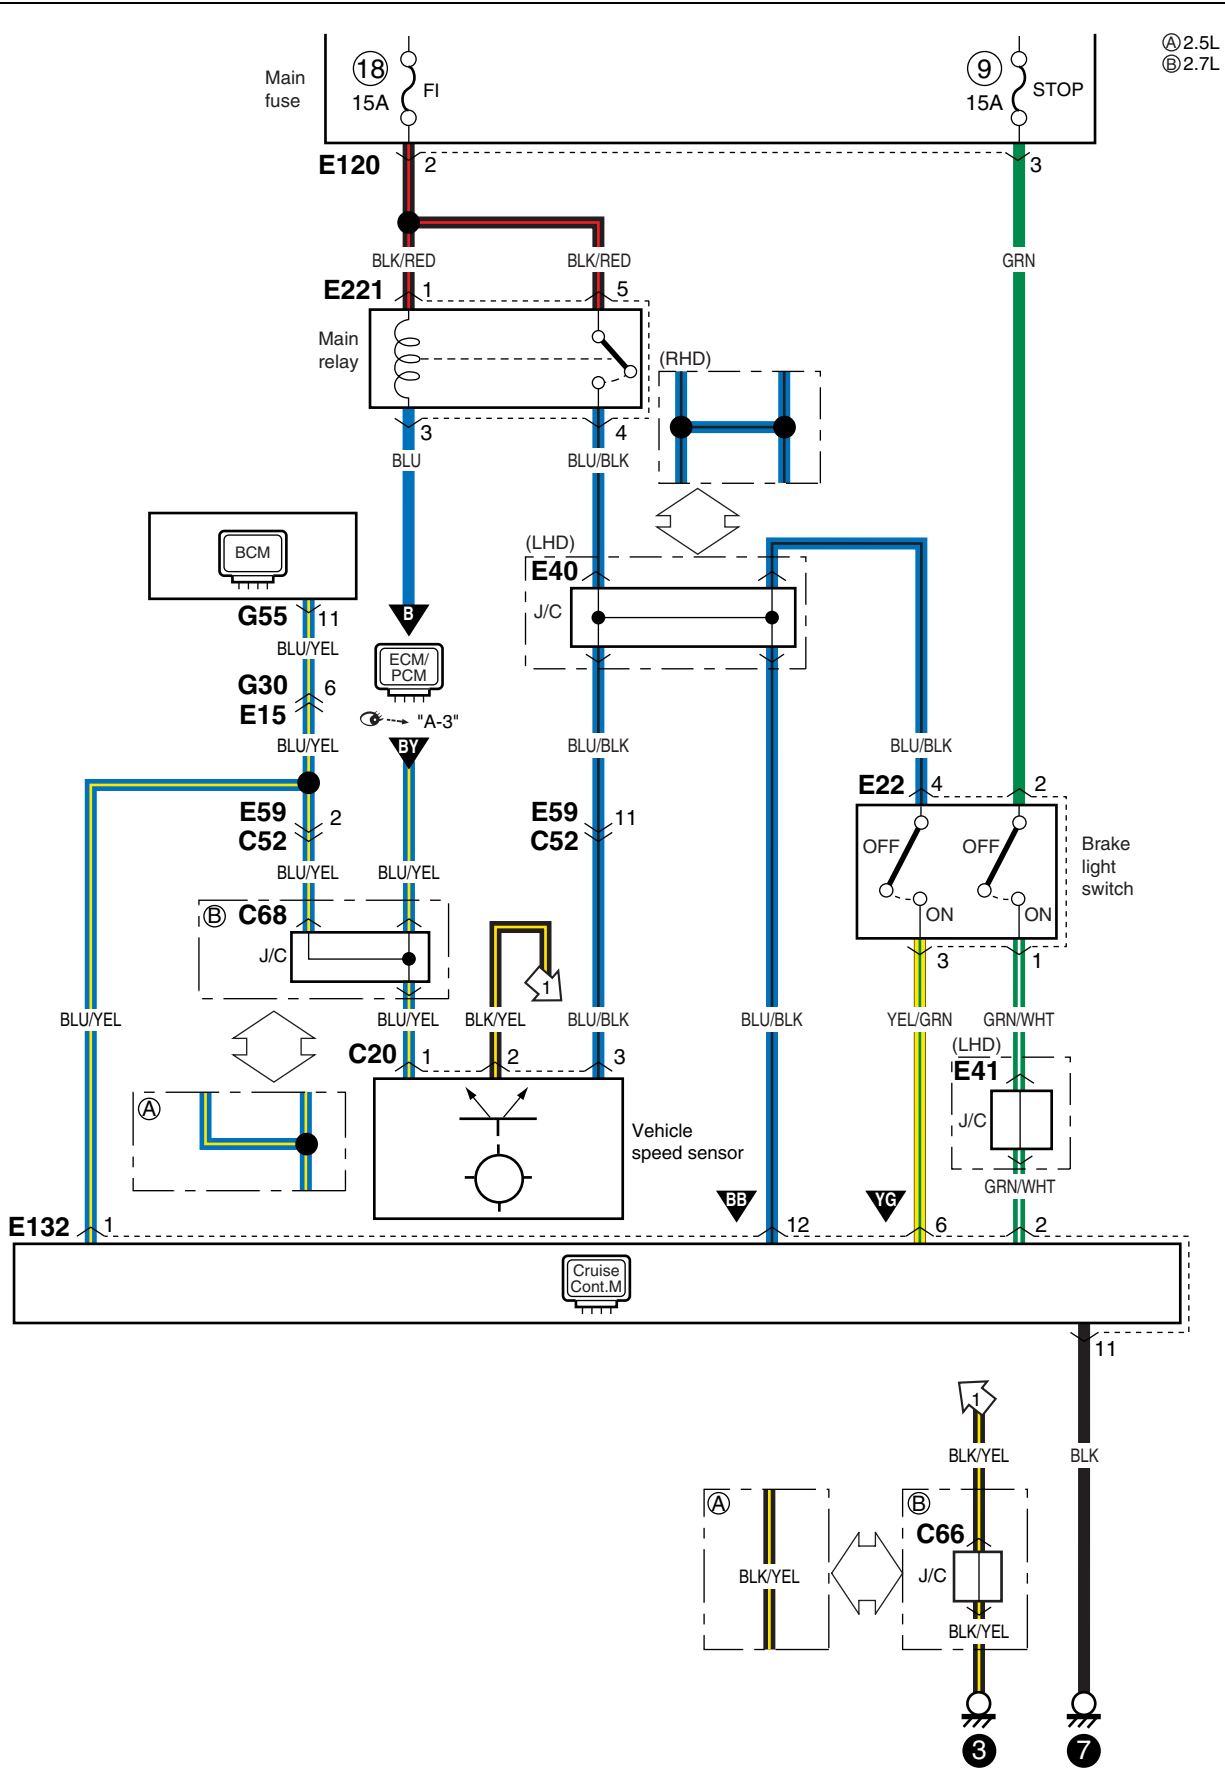 Ⓐ2.5L
Ⓑ2.7L
Main
fuse
18
15A
FI
9
15A
STOP
E120
2
3
BLK/RED
BLK/RED
GRN
E221
1
5
Main
relay
(RHD)
3
4
BLU
BLU/BLK
BCM
(LHD)
E40
J/C
G55
11
B
BLU/YEL
ECM/
PCM
G30
6
E15
"A-3"
BLU/YEL
BY
BLU/BLK
BLU/BLK
E22
4
2
E59
2
C52
E59
11
C52
OFF
OFF
Brake
light
switch
BLU/YEL
BLU/YEL
Ⓑ
C68
ON
ON
J/C
3
1
1
BLU/YEL
BLU/YEL
BLK/YEL
BLU/BLK
BLU/BLK
YEL/GRN
GRN/WHT
C20
1
2
3
(LHD)
E41
Ⓐ
J/C
Vehicle
speed sensor
GRN/WHT
BB
YG
E132
1
12
6
2
Cruise
Cont.M
11
1
BLK/YEL
BLK
Ⓐ
Ⓑ
C66
BLK/YEL
J/C
BLK/YEL
3
7